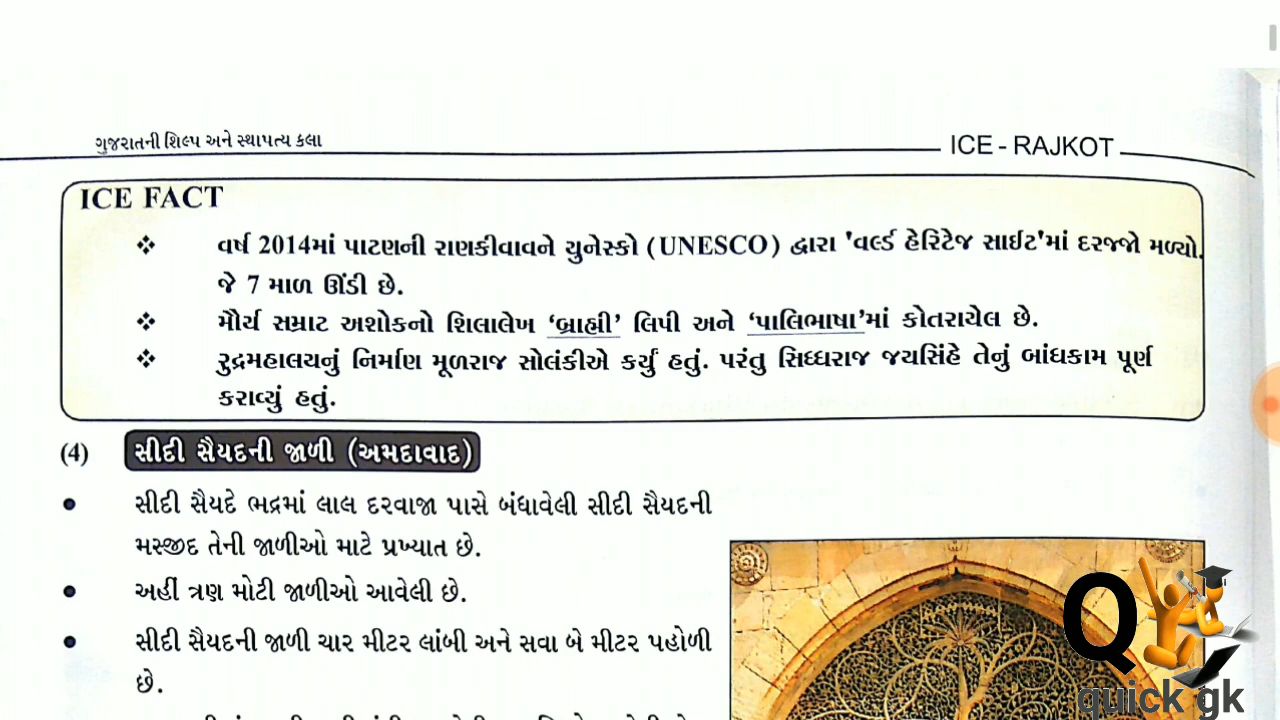 ગુજરાતની શિલ્પ અને સ્થાપત્ય કલા
ICE - RAJKOT
ICE FACT
❖ વર્ષ 2014માં પાટણની રાણકીવાવને યુનેસ્કો (UNESCO) દ્વારા 'વર્લ્ડ હેરિટેજ સાઈટ'માં દરજ્જો મળ્યો.
જે 7 માળ ઊંડી છે.
❖ મૌર્ય સમ્રાટ અશોકનો શિલાલેખ ‘બ્રાહ્મી’ લિપી અને ‘પાલિભાષા’માં કોતરાયેલ છે.
❖ રુદ્રમહાલયનું નિર્માણ મૂળરાજ સોલંકીએ કર્યું હતું. પરંતુ સિધ્ધરાજ જયસિંહે તેનું બાંધકામ પૂર્ણ
કરાવ્યું હતું.
(4) સીદી સૈયદની જાળી (અમદાવાદ)
• સીદી સૈયદે ભદ્રમાં લાલ દરવાજા પાસે બંધાવેલી સીદી સૈયદની
મસ્જીદ તેની જાળીઓ માટે પ્રખ્યાત છે.
• અહીં ત્રણ મોટી જાળીઓ આવેલી છે.
• સીદી સૈયદની જાળી ચાર મીટર લાંબી અને સવા બે મીટર પહોળી
છે.
Q
quick gk